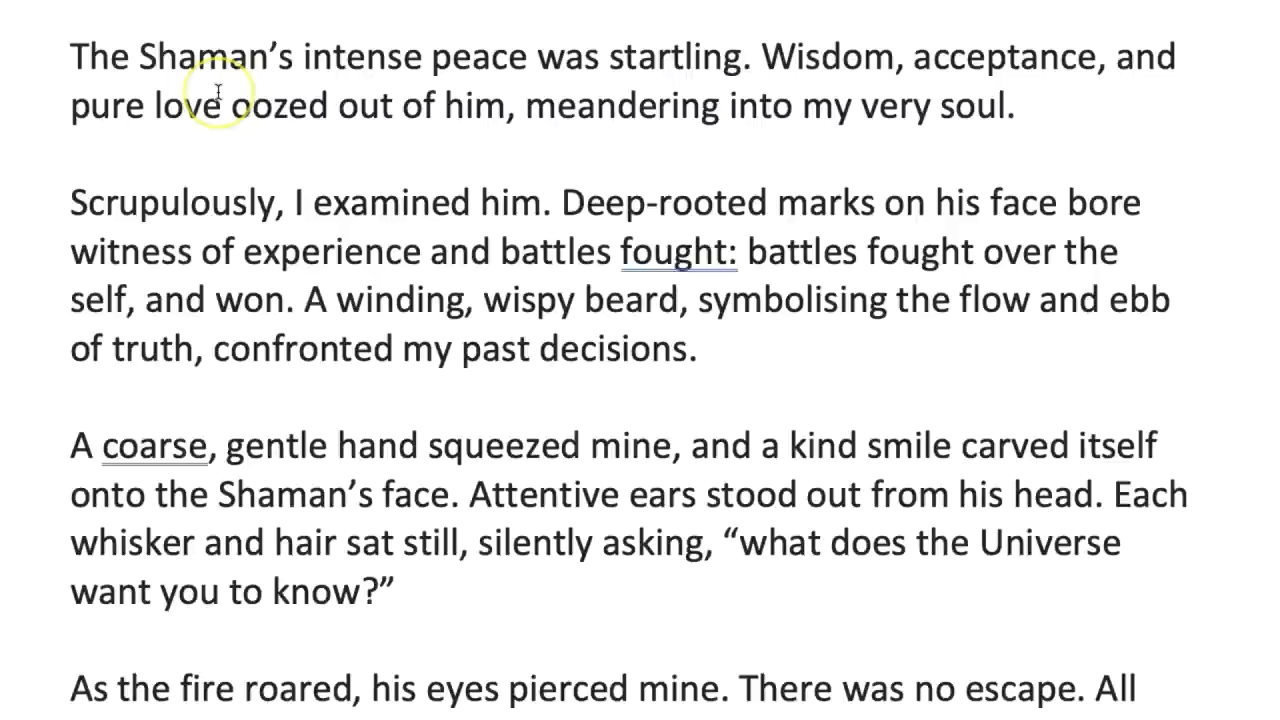 The Shaman’s intense peace was startling. Wisdom, acceptance, and
pure love oozed out of him, meandering into my very soul.
Scrupulously, I examined him. Deep-rooted marks on his face bore
witness of experience and battles fought: battles fought over the
self, and won. A winding, wispy beard, symbolising the flow and ebb
of truth, confronted my past decisions.
A coarse, gentle hand squeezed mine, and a kind smile carved itself
onto the Shaman’s face. Attentive ears stood out from his head. Each
whisker and hair sat still, silently asking, “what does the Universe
want you to know?”
As the fire roared, his eyes pierced mine. There was no escape. All